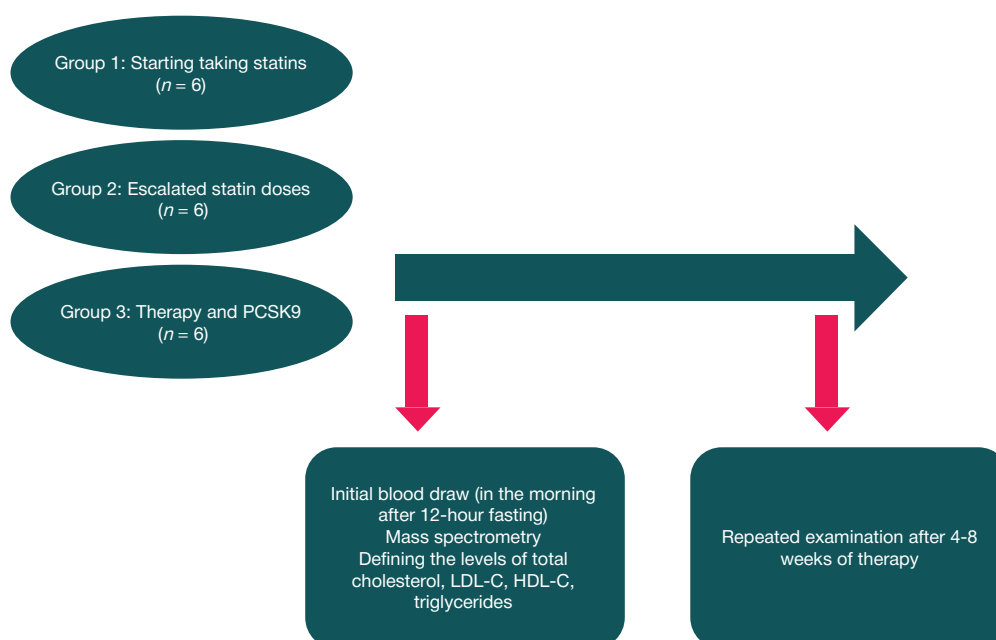 Group 1: Starting taking statins
(n = 6)
Group 2: Escalated statin doses
(n = 6)
Group 3: Therapy and PCSK9
(n = 6)
Initial blood draw (in the morning
after 12-hour fasting)
Mass spectrometry
Defining the levels of total
cholesterol, LDL-C, HDL-C,
triglycerides
Repeated examination after 4-8
weeks of therapy